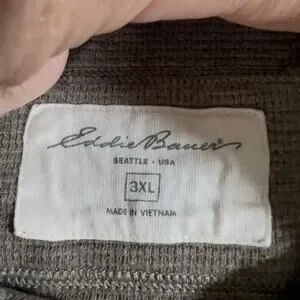 Eddie Bauer
SEATTLE • USA
3XL
MADE IN VIETNAM